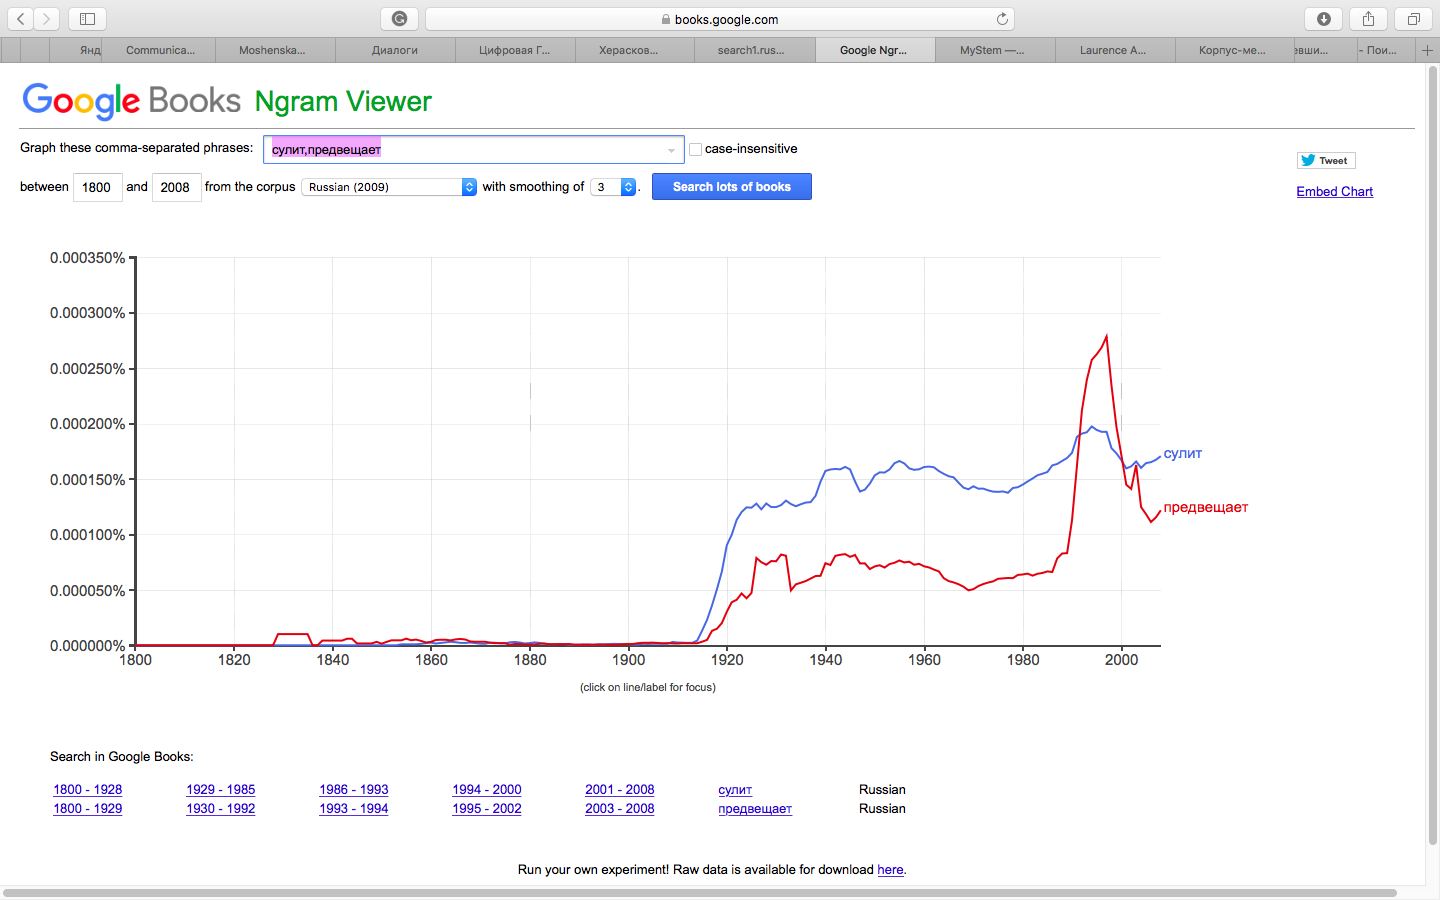 books.google.com
Янд Communica... Moshenska... Диалоги Цифровая Г... Херасков... search1.rus... Google Ngr... MyStem —... Laurence A... Корпус-ме... евши... - Пои...
Google Books Ngram Viewer
Graph these comma-separated phrases: сулит,предвещает case-insensitive
Tweet
between 1800 and 2008 from the corpus Russian (2009) with smoothing of 3 . Search lots of books
Embed Chart
0.000350%
0.000300%
0.000250%
0.000200%
0.000150%
0.000100%
0.000050%
0.000000%
сулит
предвещает
1800 1820 1840 1860 1880 1900 1920 1940 1960 1980 2000
(click on line/label for focus)
Search in Google Books:
1800 - 1928 1929 - 1985 1986 - 1993 1994 - 2000 2001 - 2008 сулит Russian
1800 - 1929 1930 - 1992 1993 - 1994 1995 - 2002 2003 - 2008 предвещает Russian
Run your own experiment! Raw data is available for download here.